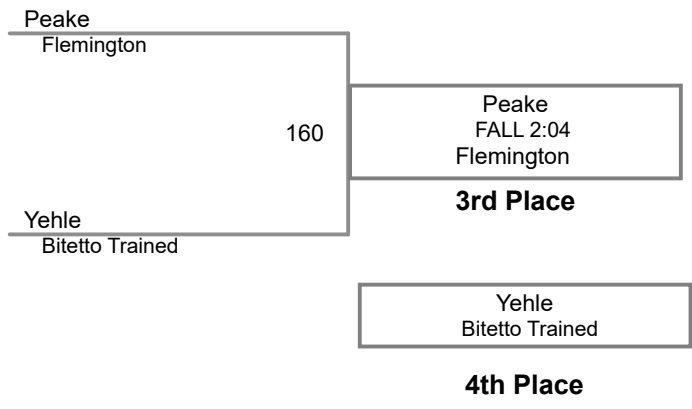 Peake
Flemington
160
Peake
FALL 2:04
Flemington
3rd Place
Yehle
Bitetto Trained
Yehle
Bitetto Trained
4th Place